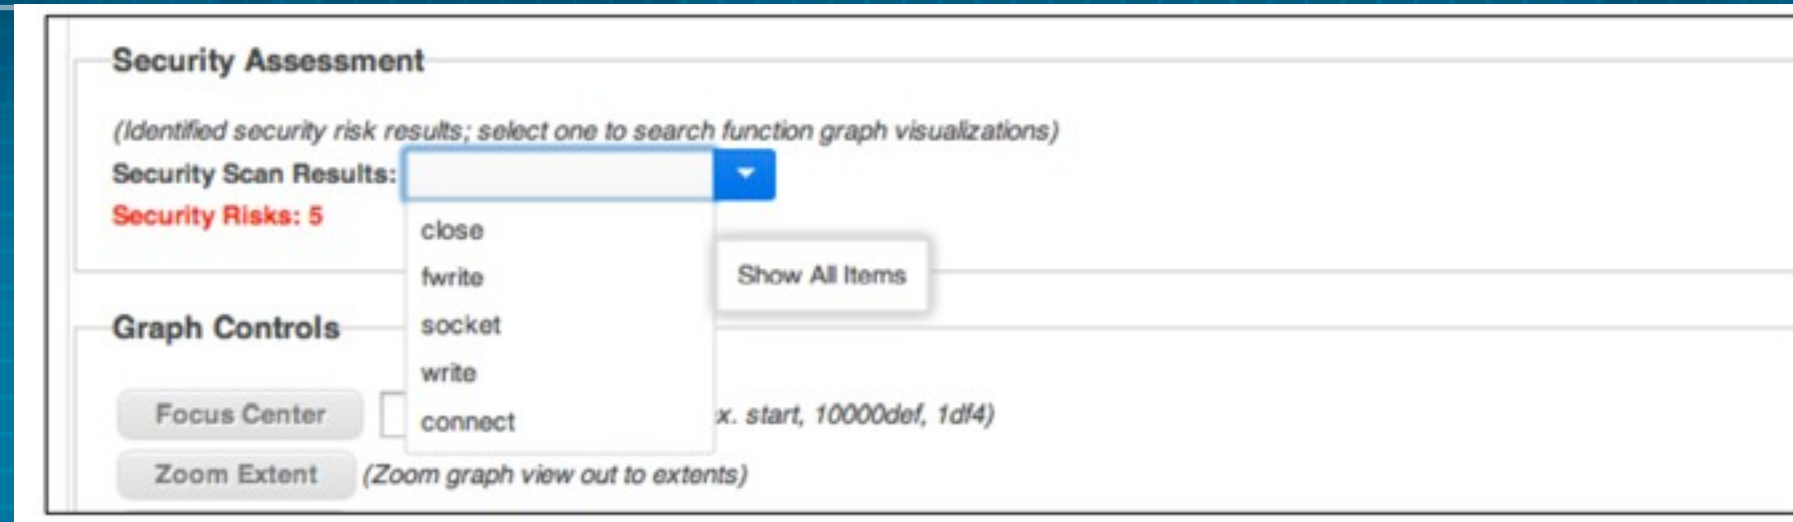 Security Assessment
(Identified security risk results; select one to search function graph visualizations)
Security Scan Results:
Security Risks: 5
close
fwrite
socket
write
connect
Show All Items
Graph Controls
Focus Center
x. start, 10000def, 1df4)
Zoom Extent (Zoom graph view out to extents)